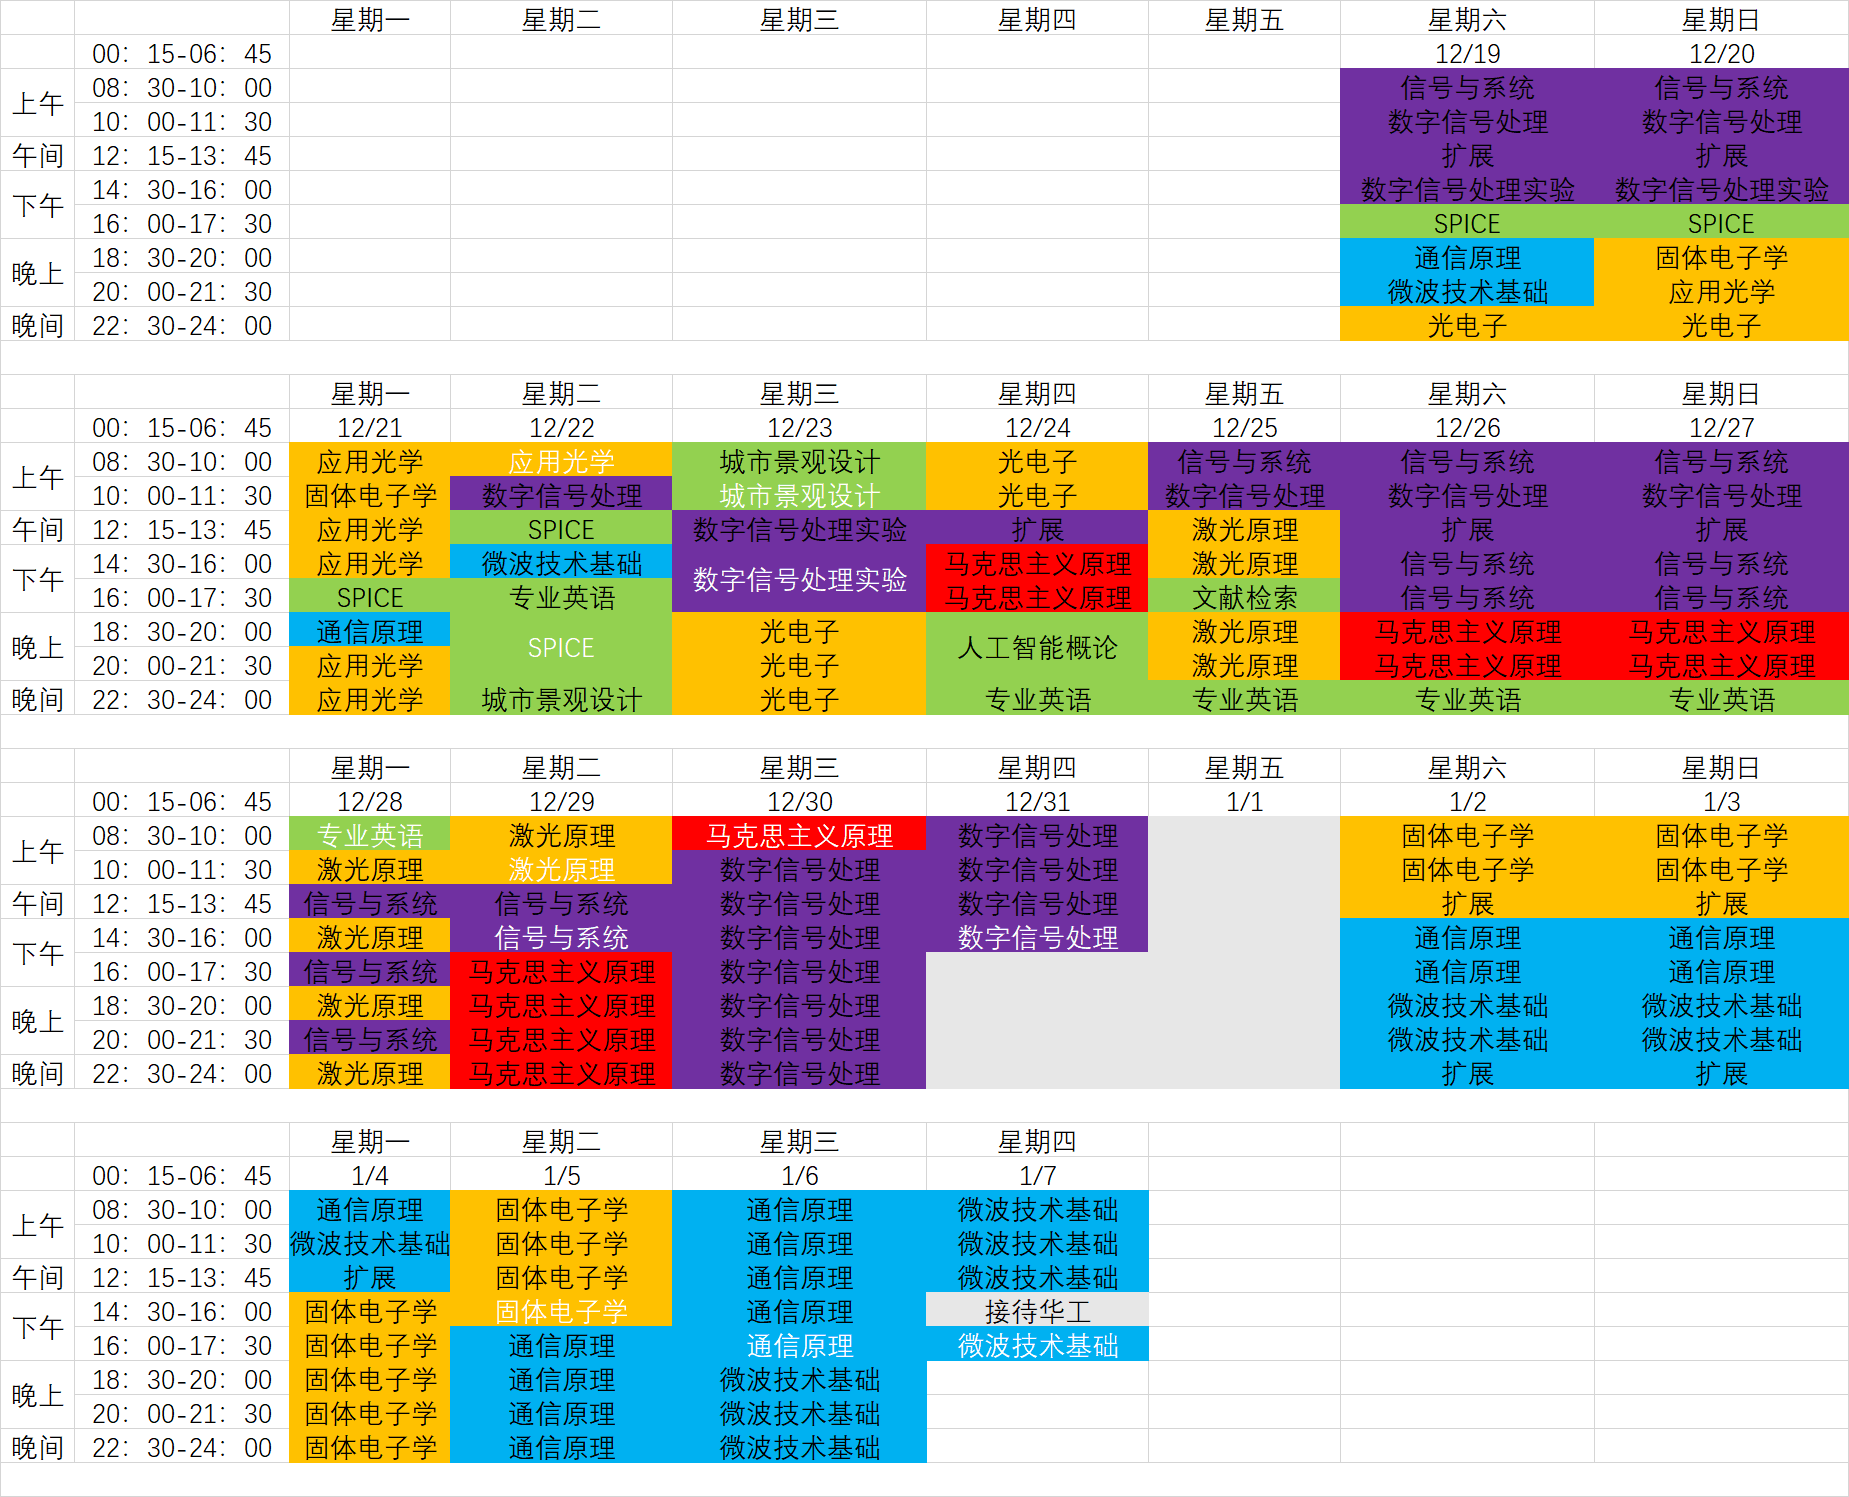 星期一 星期二 星期三 星期四 星期五 星期六 星期日
00：15-06：45 12/19 12/20
上午 08：30-10：00 信号与系统 信号与系统
10：00-11：30 数字信号处理 数字信号处理
午间 12：15-13：45 扩展 扩展
下午 14：30-16：00 数字信号处理实验 数字信号处理实验
16：00-17：30 SPICE SPICE
晚上 18：30-20：00 通信原理 固体电子学
20：00-21：30 微波技术基础 应用光学
晚间 22：30-24：00 光电子 光电子
星期一 星期二 星期三 星期四 星期五 星期六 星期日
00：15-06：45 12/21 12/22 12/23 12/24 12/25 12/26 12/27
上午 08：30-10：00 应用光学 应用光学 城市景观设计 光电子 信号与系统 信号与系统 信号与系统
10：00-11：30 固体电子学 数字信号处理 城市景观设计 光电子 数字信号处理 数字信号处理 数字信号处理
午间 12：15-13：45 应用光学 SPICE 数字信号处理实验 扩展 激光原理 扩展 扩展
下午 14：30-16：00 应用光学 微波技术基础 数字信号处理实验 马克思主义原理 激光原理 信号与系统 信号与系统
16：00-17：30 SPICE 专业英语 马克思主义原理 文献检索 信号与系统 信号与系统
晚上 18：30-20：00 通信原理 SPICE 光电子 人工智能概论 激光原理 马克思主义原理 马克思主义原理
20：00-21：30 应用光学 光电子 激光原理 马克思主义原理 马克思主义原理
晚间 22：30-24：00 应用光学 城市景观设计 光电子 专业英语 专业英语 专业英语 专业英语
星期一 星期二 星期三 星期四 星期五 星期六 星期日
00：15-06：45 12/28 12/29 12/30 12/31 1/1 1/2 1/3
上午 08：30-10：00 专业英语 激光原理 马克思主义原理 数字信号处理 固体电子学 固体电子学
10：00-11：30 激光原理 激光原理 数字信号处理 数字信号处理 固体电子学 固体电子学
午间 12：15-13：45 信号与系统 信号与系统 数字信号处理 数字信号处理 扩展 扩展
下午 14：30-16：00 激光原理 信号与系统 数字信号处理 数字信号处理 通信原理 通信原理
16：00-17：30 信号与系统 马克思主义原理 数字信号处理 通信原理 通信原理
晚上 18：30-20：00 激光原理 马克思主义原理 数字信号处理 微波技术基础 微波技术基础
20：00-21：30 信号与系统 马克思主义原理 数字信号处理 微波技术基础 微波技术基础
晚间 22：30-24：00 激光原理 马克思主义原理 数字信号处理 扩展 扩展
星期一 星期二 星期三 星期四
00：15-06：45 1/4 1/5 1/6 1/7
上午 08：30-10：00 通信原理 固体电子学 通信原理 微波技术基础
10：00-11：30 微波技术基础 固体电子学 通信原理 微波技术基础
午间 12：15-13：45 扩展 固体电子学 通信原理 微波技术基础
下午 14：30-16：00 固体电子学 固体电子学 通信原理 接待华工
16：00-17：30 固体电子学 通信原理 通信原理 微波技术基础
晚上 18：30-20：00 固体电子学 通信原理 微波技术基础
20：00-21：30 固体电子学 通信原理 微波技术基础
晚间 22：30-24：00 固体电子学 通信原理 微波技术基础